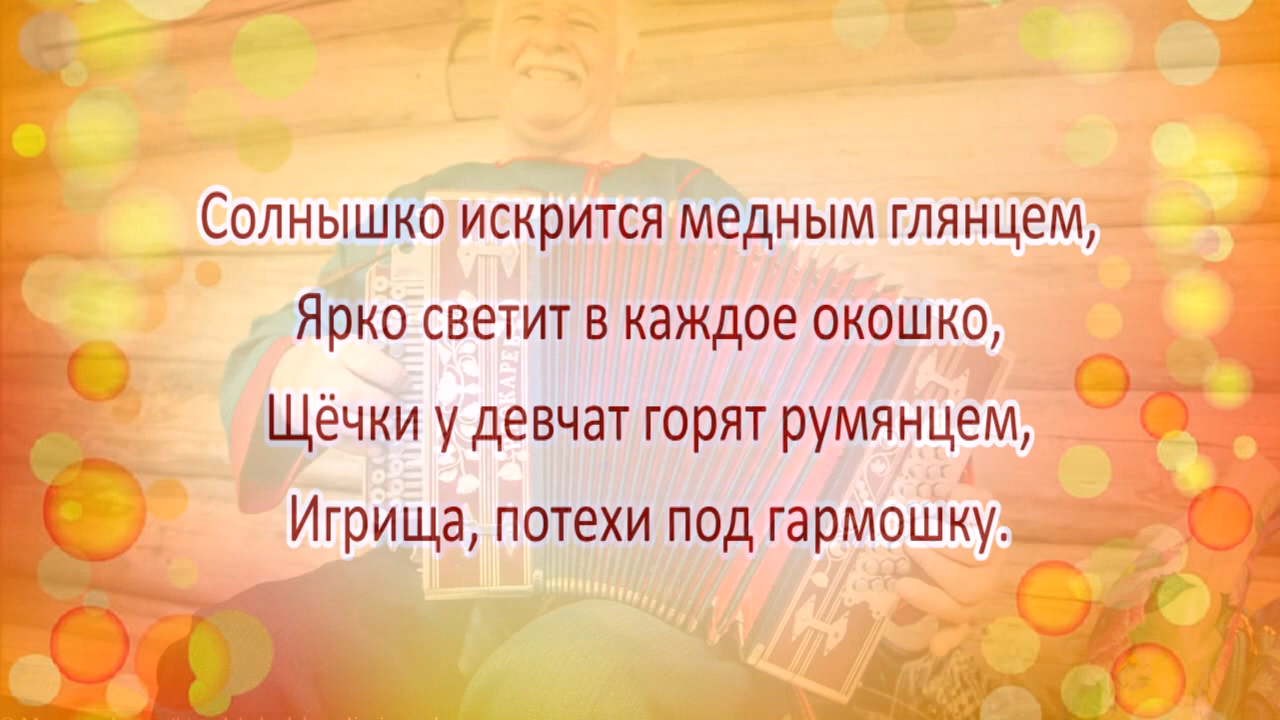 Солнышко искрится медным глянцем,
Ярко светит в каждое окошко,
Щёчки у девчат горят румянцем,
Игрища, потехи под гармошку.